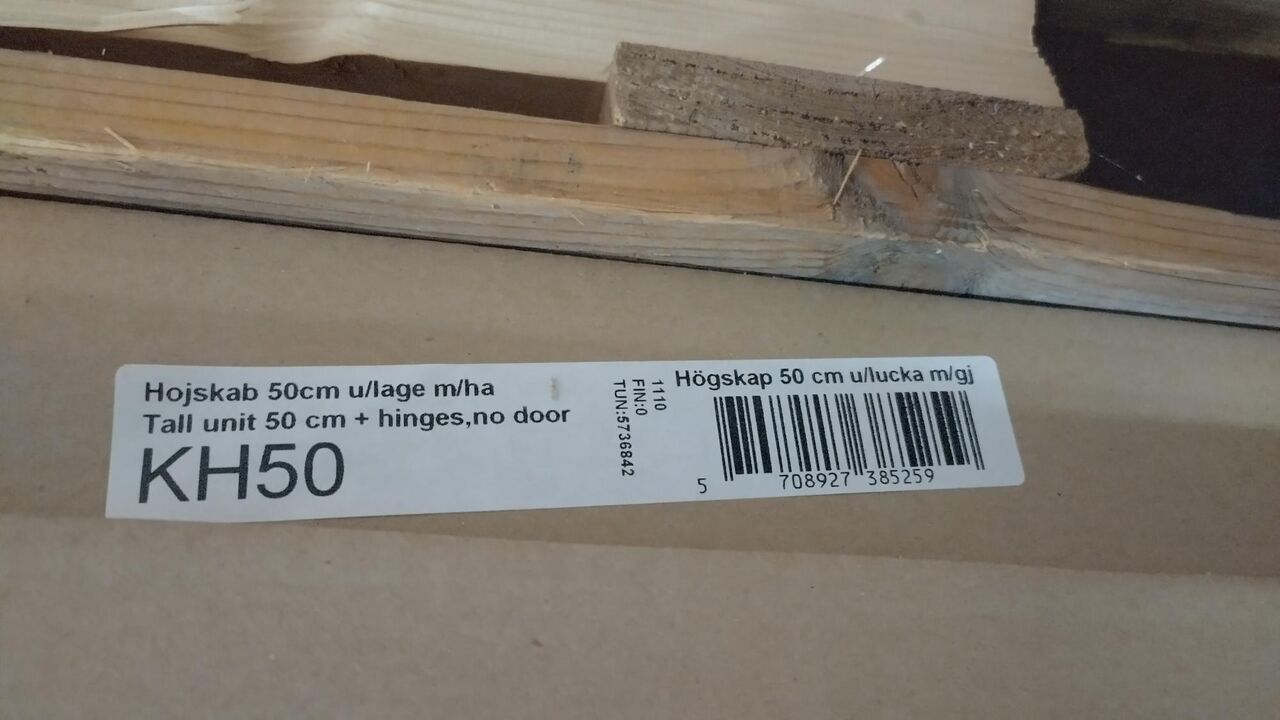 Hojskab 50cm u/lage m/ha
Tall unit 50 cm + hinges,no door
KH50
1110
FIN:0
TUN:5736842
Högskap 50 cm u/lucka m/gj
5 708927 385259